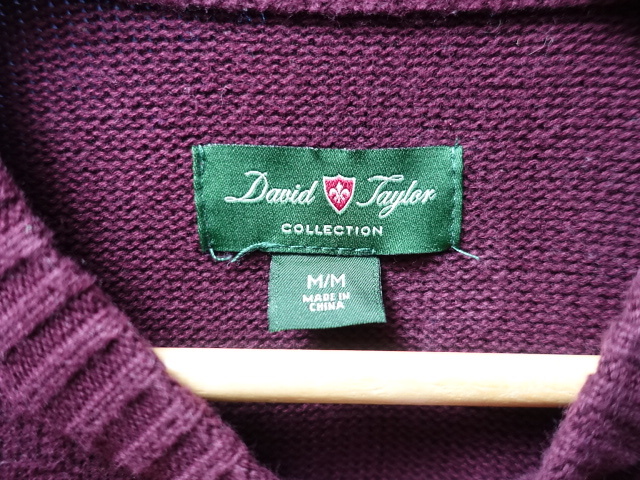 David Taylor
COLLECTION
M/M
MADE IN
CHINA